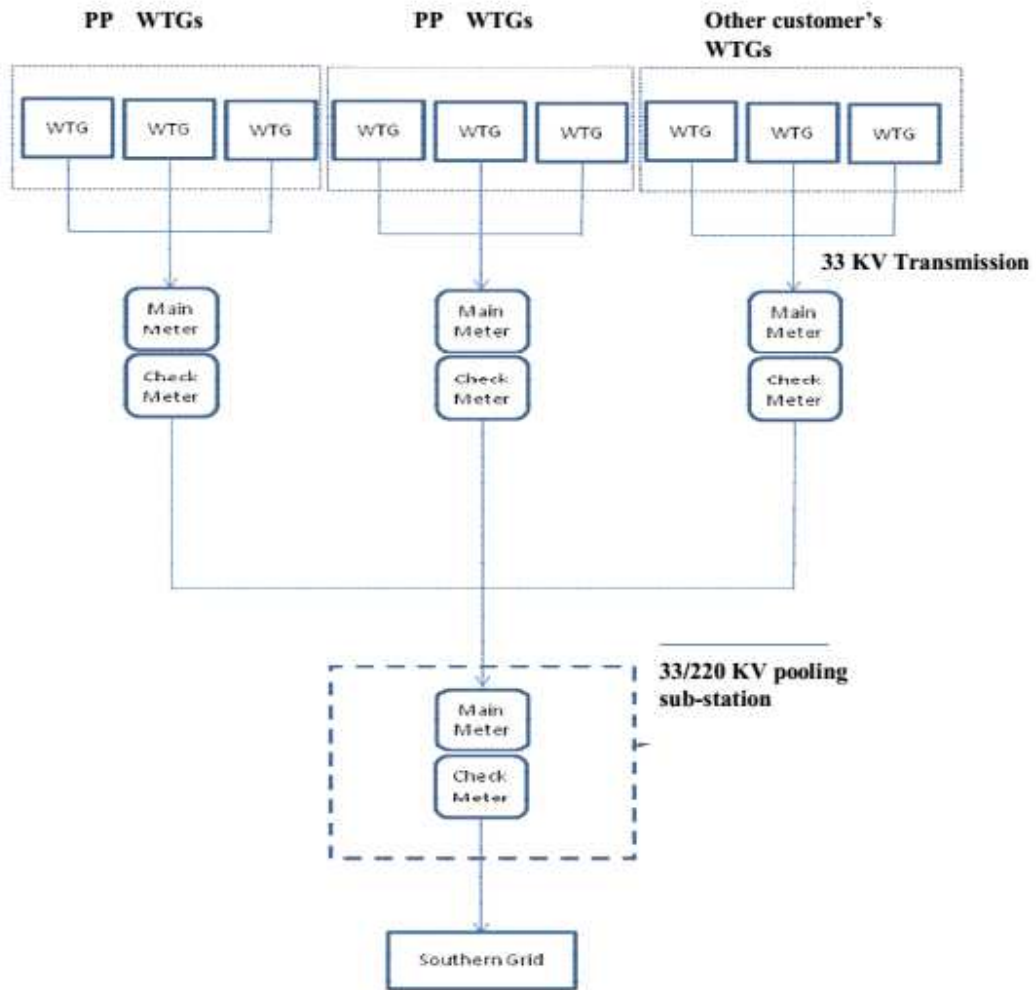 PP WTGs
PP WTGs
Other customer's
WTGs
WTG
WTG
WTG
WTG
WTG
WTG
WTG
WTG
WTG
33 KV Transmission
Main
Meter
Check
Meter
Main
Meter
Check
Meter
Main
Meter
Check
Meter
33/220 KV pooling
sub-station
Main
Meter
Check
Meter
Southern Grid